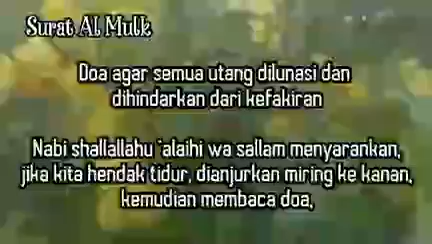 Surat Al Mulk
Doa agar semua utang dilunasi dan
dihindarkan dari kefakiran
Nabi shallallahu `alaihi wa sallam menyarankan,
jika kita hendak tidur, dianjurkan miring ke kanan,
kemudian membaca doa,